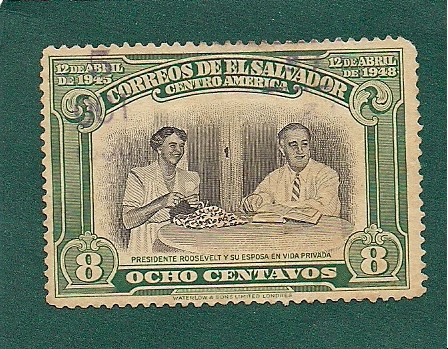 12 DE ABRIL
DE 1945
12 DE ABRIL
DE 1948
CORREOS DE EL SALVADOR
CENTRO AMERICA
PRESIDENTE ROOSEVELT Y SU ESPOSA EN VIDA PRIVADA
8
OCHO CENTAVOS
8
WATERLOW & SONS LIMITED LONDRES